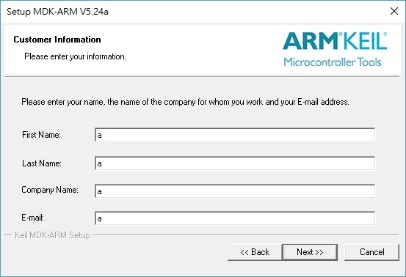 Setup MDK-ARM V5.24a
Customer Information
Please enter your information.
ARM KEIL
Microcontroller Tools
Please enter your name, the name of the company for whom you work and your E-mail address.
First Name: a
Last Name: a
Company Name: a
E-mail: a
Keil MDK-ARM Setup
<< Back Next >> Cancel